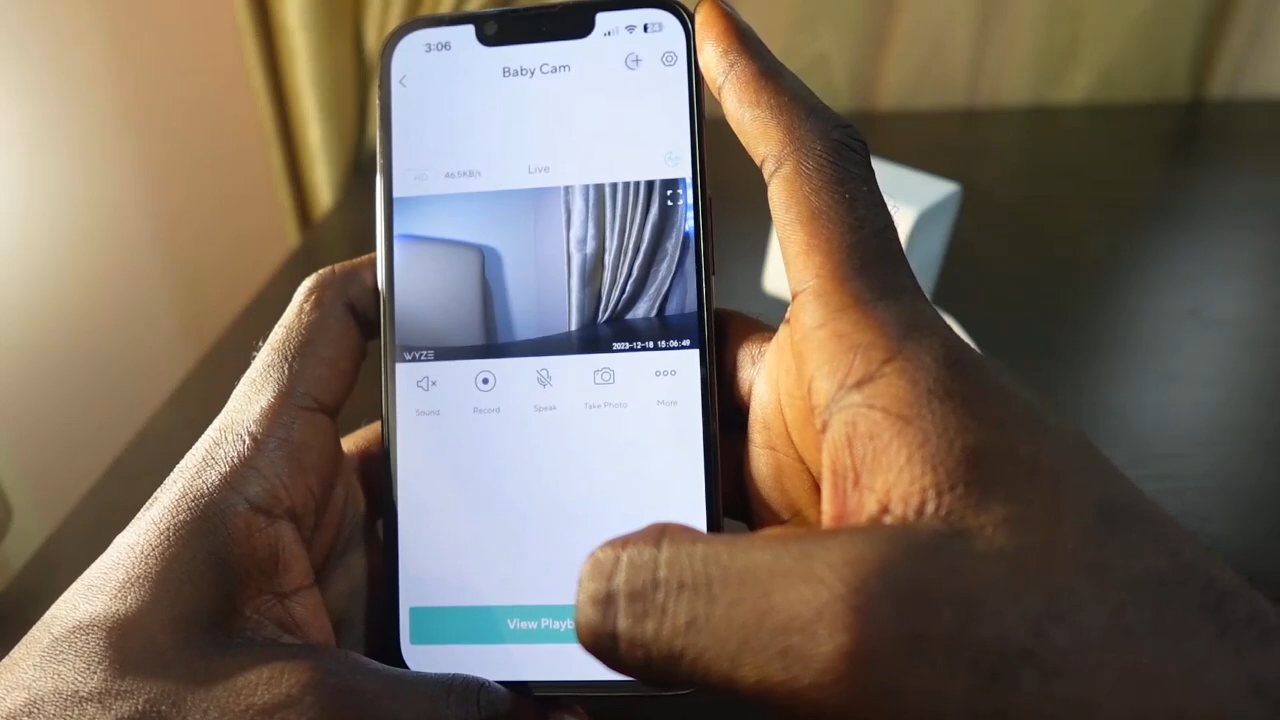 3:06
24
Baby Cam
HD 46.5KB/s Live
WYZE
2023-12-18 15:06:49
Sound Record Speak Take Photo More
View Playb